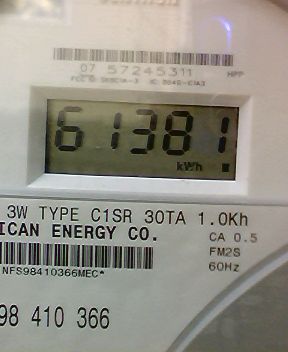 07 57245311 HPP
61381
kWh
3W TYPE C1SR 30TA 1.0Kh
ICAN ENERGY CO.
CA 0.5
FM2S
60Hz
NFS98410366MEC*
98 410 366